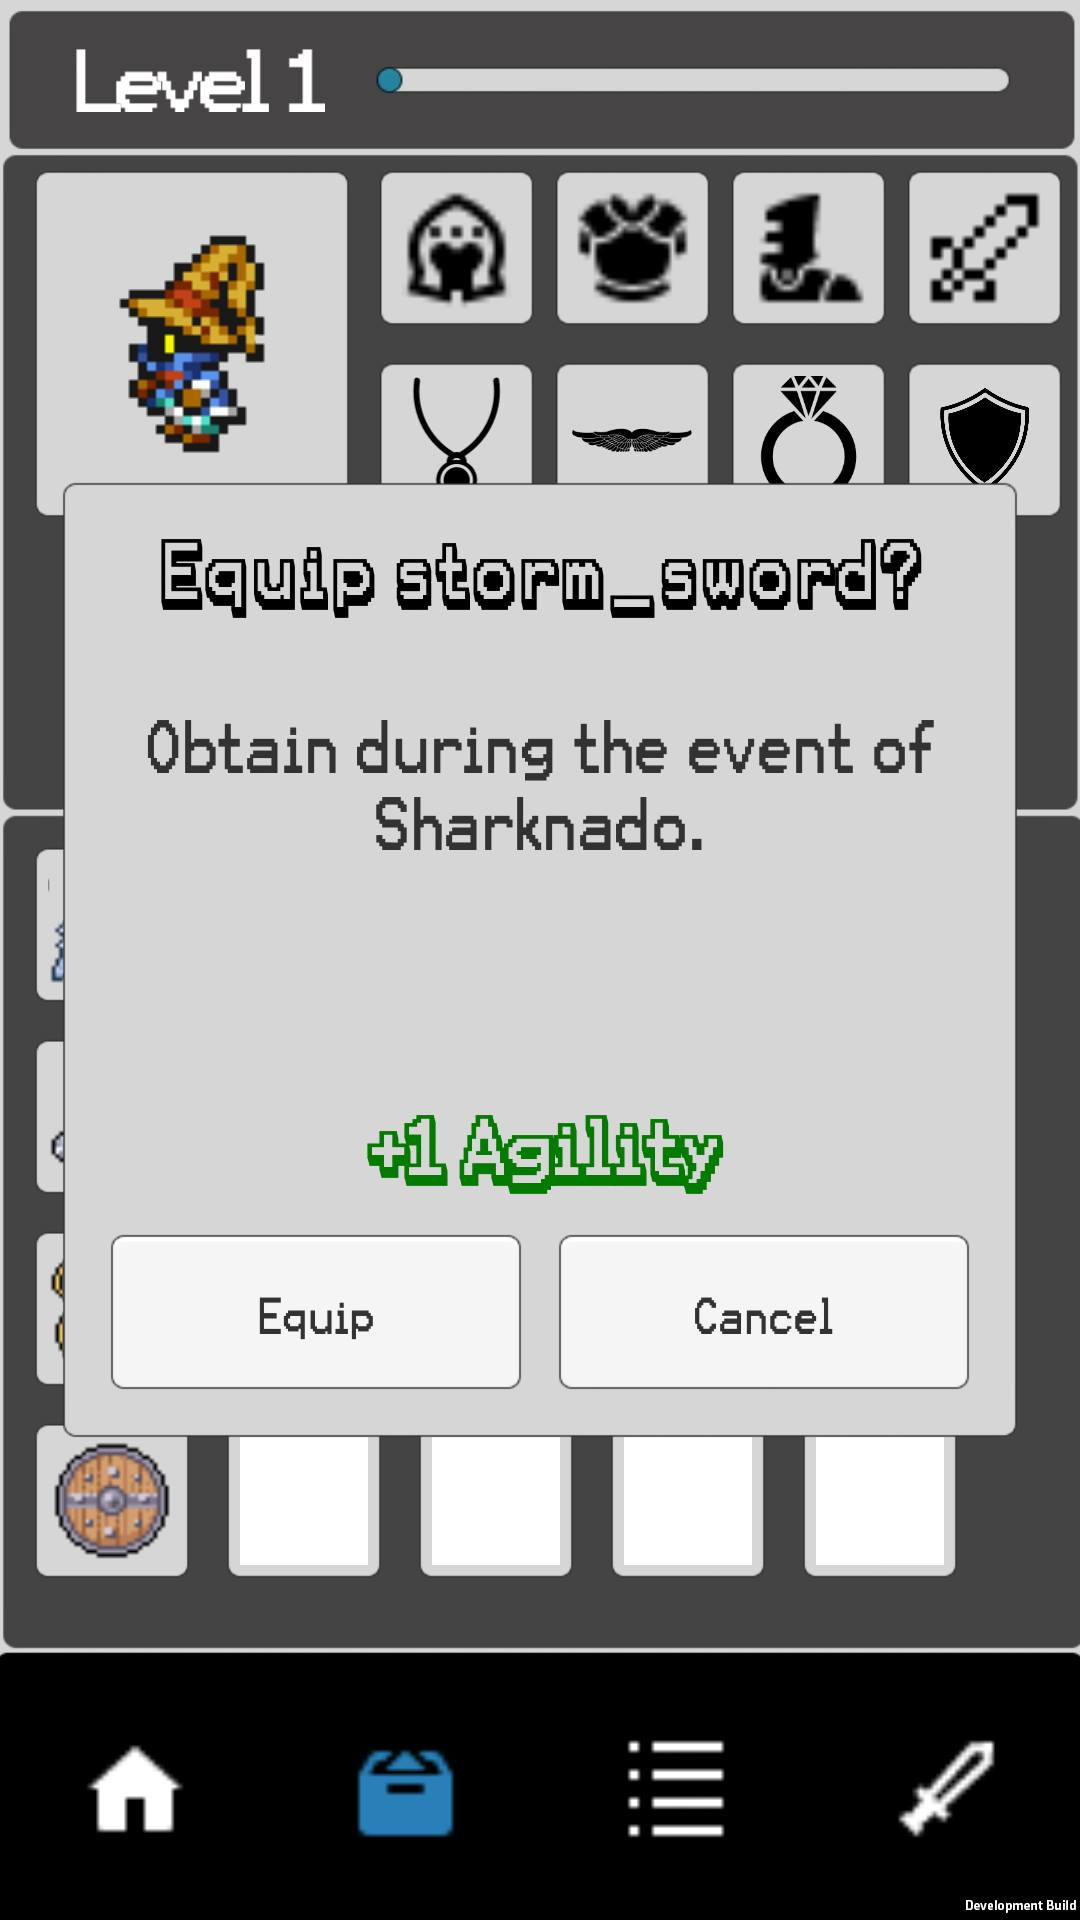 Level 1
Equip storm_sword?
Obtain during the event of
Sharknado.
+1 Agility
Equip
Cancel
Development Build